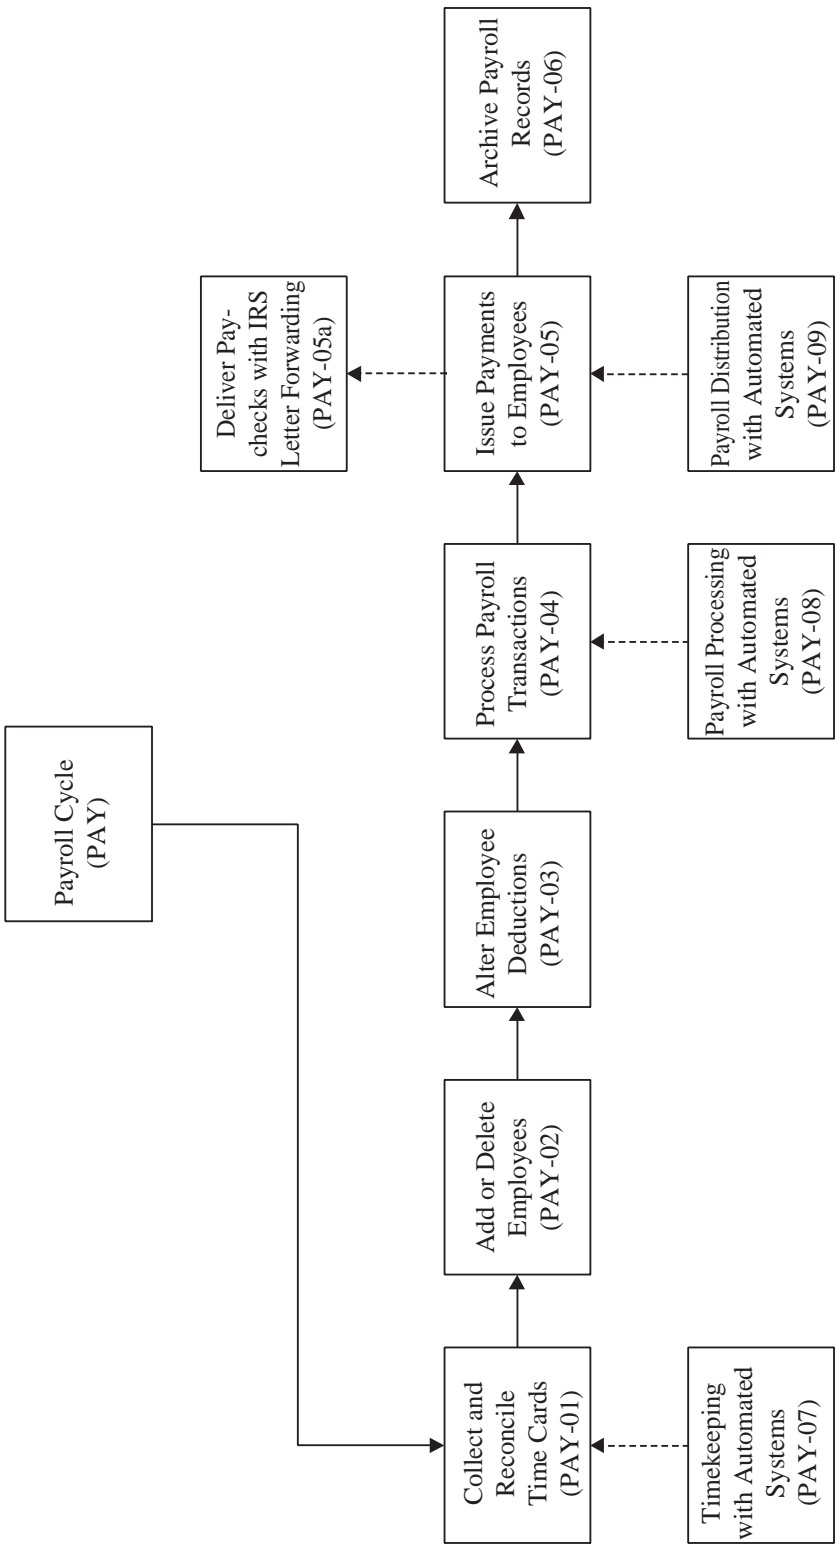 Payroll Cycle
(PAY)
Collect and
Reconcile
Time Cards
(PAY-01)
Add or Delete
Employees
(PAY-02)
Alter Employee
Deductions
(PAY-03)
Process Payroll
Transactions
(PAY-04)
Issue Payments
to Employees
(PAY-05)
Archive Payroll
Records
(PAY-06)
Deliver Pay-
checks with IRS
Letter Forwarding
(PAY-05a)
Timekeeping
with Automated
Systems
(PAY-07)
Payroll Processing
with Automated
Systems
(PAY-08)
Payroll Distribution
with Automated
Systems
(PAY-09)